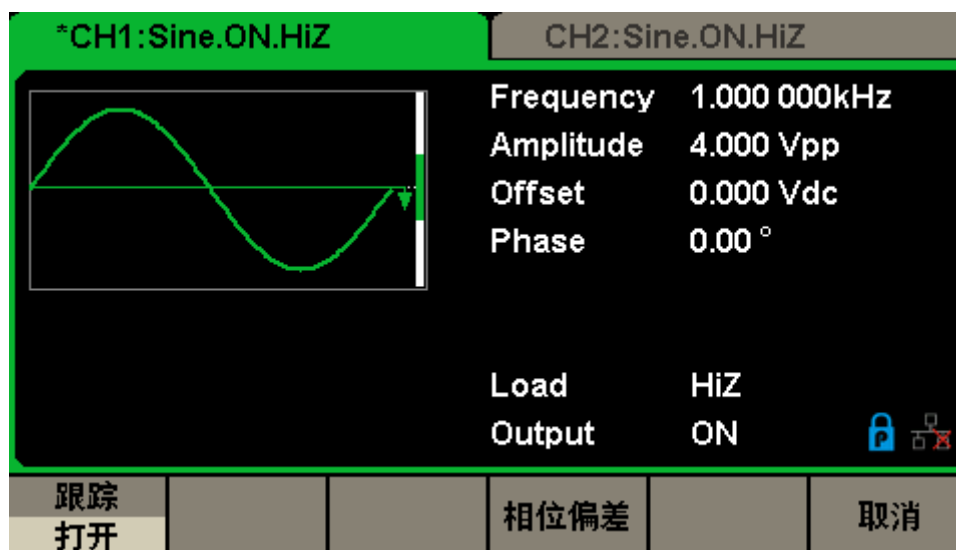 *CH1:Sine.ON.HiZ CH2:Sine.ON.HiZ
Frequency 1.000 000kHz
Amplitude 4.000 Vpp
Offset 0.000 Vdc
Phase 0.00 °
Load HiZ
Output ON P
跟踪
打开
相位偏差
取消